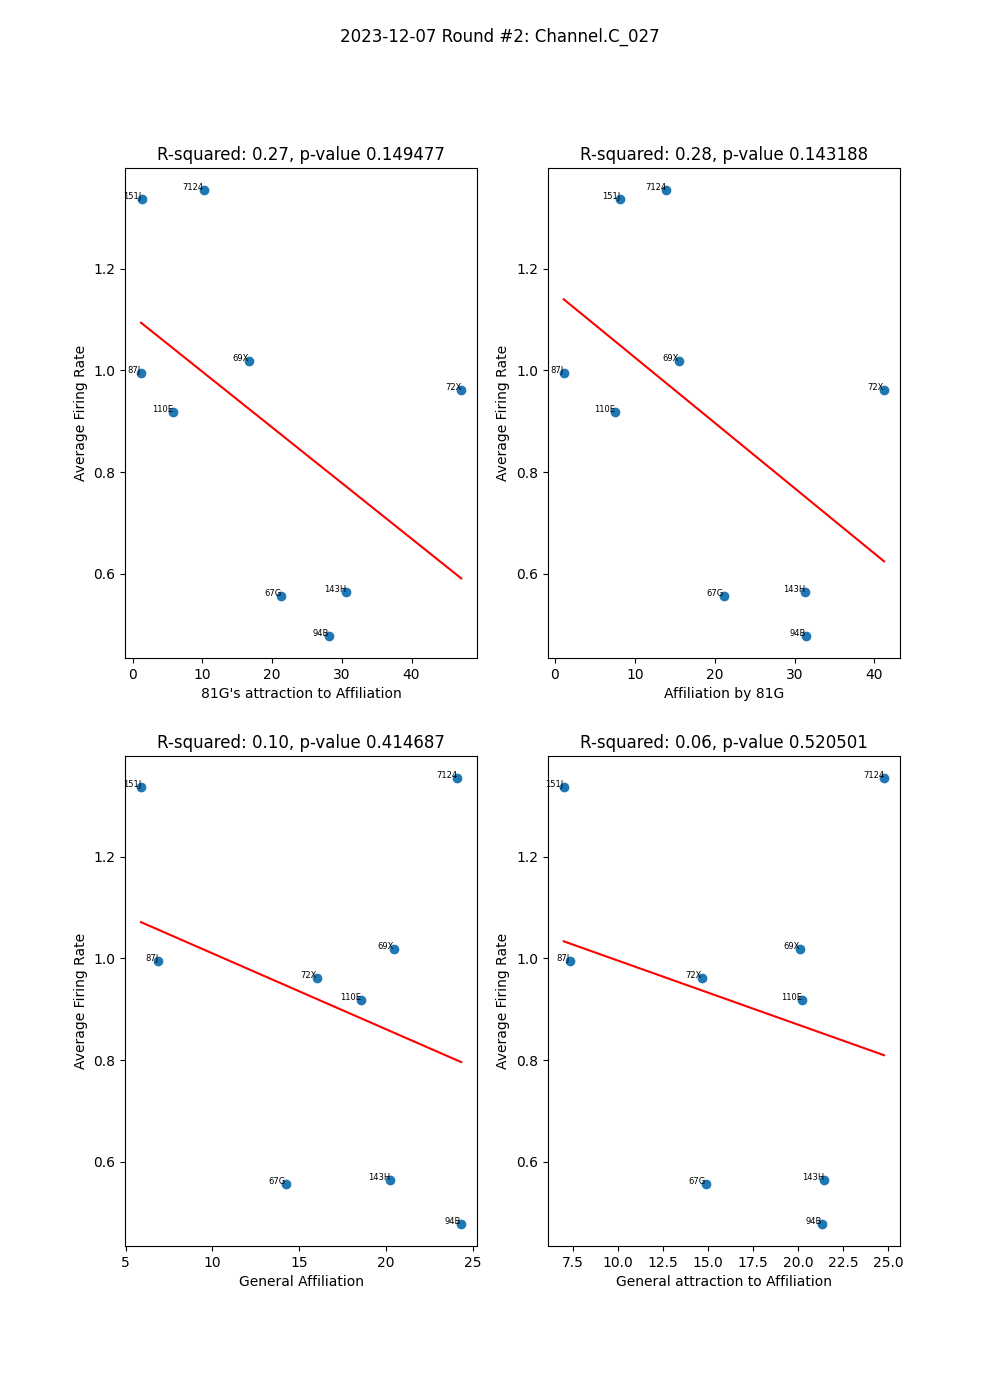 2023-12-07 Round #2: Channel.C_027
R-squared: 0.27, p-value 0.149477
151J
7124
1.2
69X
1.0
87J
72X
110E
Average Firing Rate
0.8
0.6
67G
143H
94B
0 10 20 30 40
81G's attraction to Affiliation
R-squared: 0.28, p-value 0.143188
151J
7124
1.2
69X
1.0
87J
72X
110E
Average Firing Rate
0.8
0.6
67G
143H
94B
0 10 20 30 40
Affiliation by 81G
R-squared: 0.10, p-value 0.414687
151J
7124
1.2
69X
1.0
87J
72X
110E
Average Firing Rate
0.8
0.6
67G
143H
94B
5 10 15 20 25
General Affiliation
R-squared: 0.06, p-value 0.520501
151J
7124
1.2
69X
1.0
87J
72X
110E
Average Firing Rate
0.8
0.6
67G
143H
94B
7.5 10.0 12.5 15.0 17.5 20.0 22.5 25.0
General attraction to Affiliation